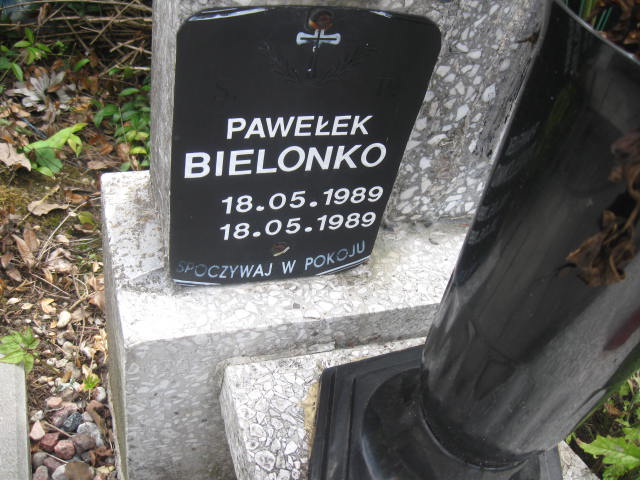 PAWEŁEK
BIELONKO
18.05.1989
18.05.1989
SPOCZYWAJ W POKOJU